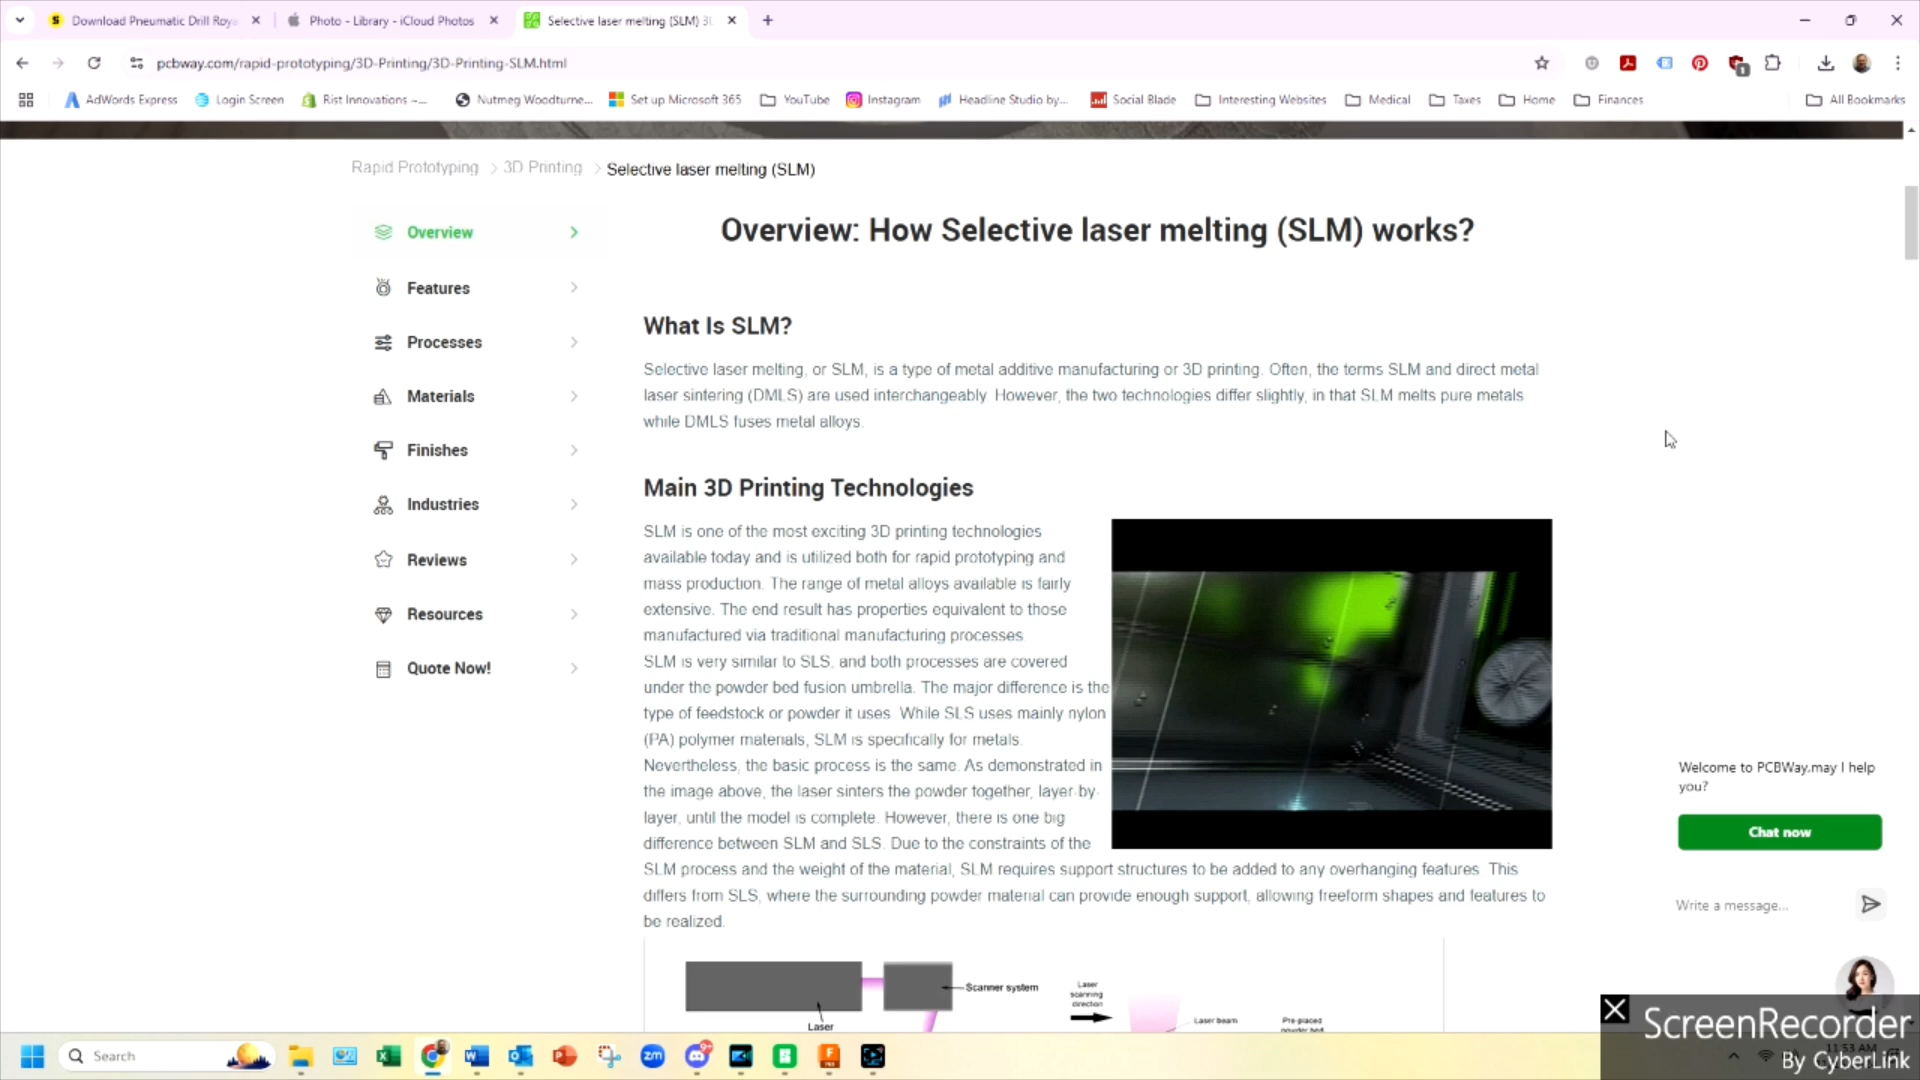 Download Pneumatic Drill Roya
Photo - Library - iCloud Photos
Selective laser melting (SLM) 3
pcbway.com/rapid-prototyping/3D-Printing/3D-Printing-SLM.html
1
AdWords Express
Login Screen
Rist Innovations ~...
Nutmeg Woodturne...
Set up Microsoft 365
YouTube
Instagram
Headline Studio by...
Social Blade
Interesting Websites
Medical
Taxes
Home
Finances
All Bookmarks
Rapid Prototyping
3D Printing
Selective laser melting (SLM)
Overview
Features
Processes
Materials
Finishes
Industries
Reviews
Resources
Quote Now!
Overview: How Selective laser melting (SLM) works?
What Is SLM?
Selective laser melting, or SLM, is a type of metal additive manufacturing or 3D printing. Often, the terms SLM and direct metal
laser sintering (DMLS) are used interchangeably. However, the two technologies differ slightly, in that SLM melts pure metals
while DMLS fuses metal alloys.
Main 3D Printing Technologies
SLM is one of the most exciting 3D printing technologies
available today and is utilized both for rapid prototyping and
mass production. The range of metal alloys available is fairly
extensive. The end result has properties equivalent to those
manufactured via traditional manufacturing processes.
SLM is very similar to SLS, and both processes are covered
under the powder bed fusion umbrella. The major difference is the
type of feedstock or powder it uses. While SLS uses mainly nylon
(PA) polymer materials, SLM is specifically for metals.
Nevertheless, the basic process is the same. As demonstrated in
the image above, the laser sinters the powder together, layer-by-
layer, until the model is complete. However, there is one big
difference between SLM and SLS. Due to the constraints of the
SLM process and the weight of the material, SLM requires support structures to be added to any overhanging features. This
differs from SLS, where the surrounding powder material can provide enough support, allowing freeform shapes and features to
be realized.
Scanner system
Laser
Laser
scanning
direction
Laser beam
Pre-placed
powder bed
Welcome to PCBWay,may I help
you?
Chat now
Write a message...
Search
9+
11:53 AM
ScreenRecorder
By CyberLink